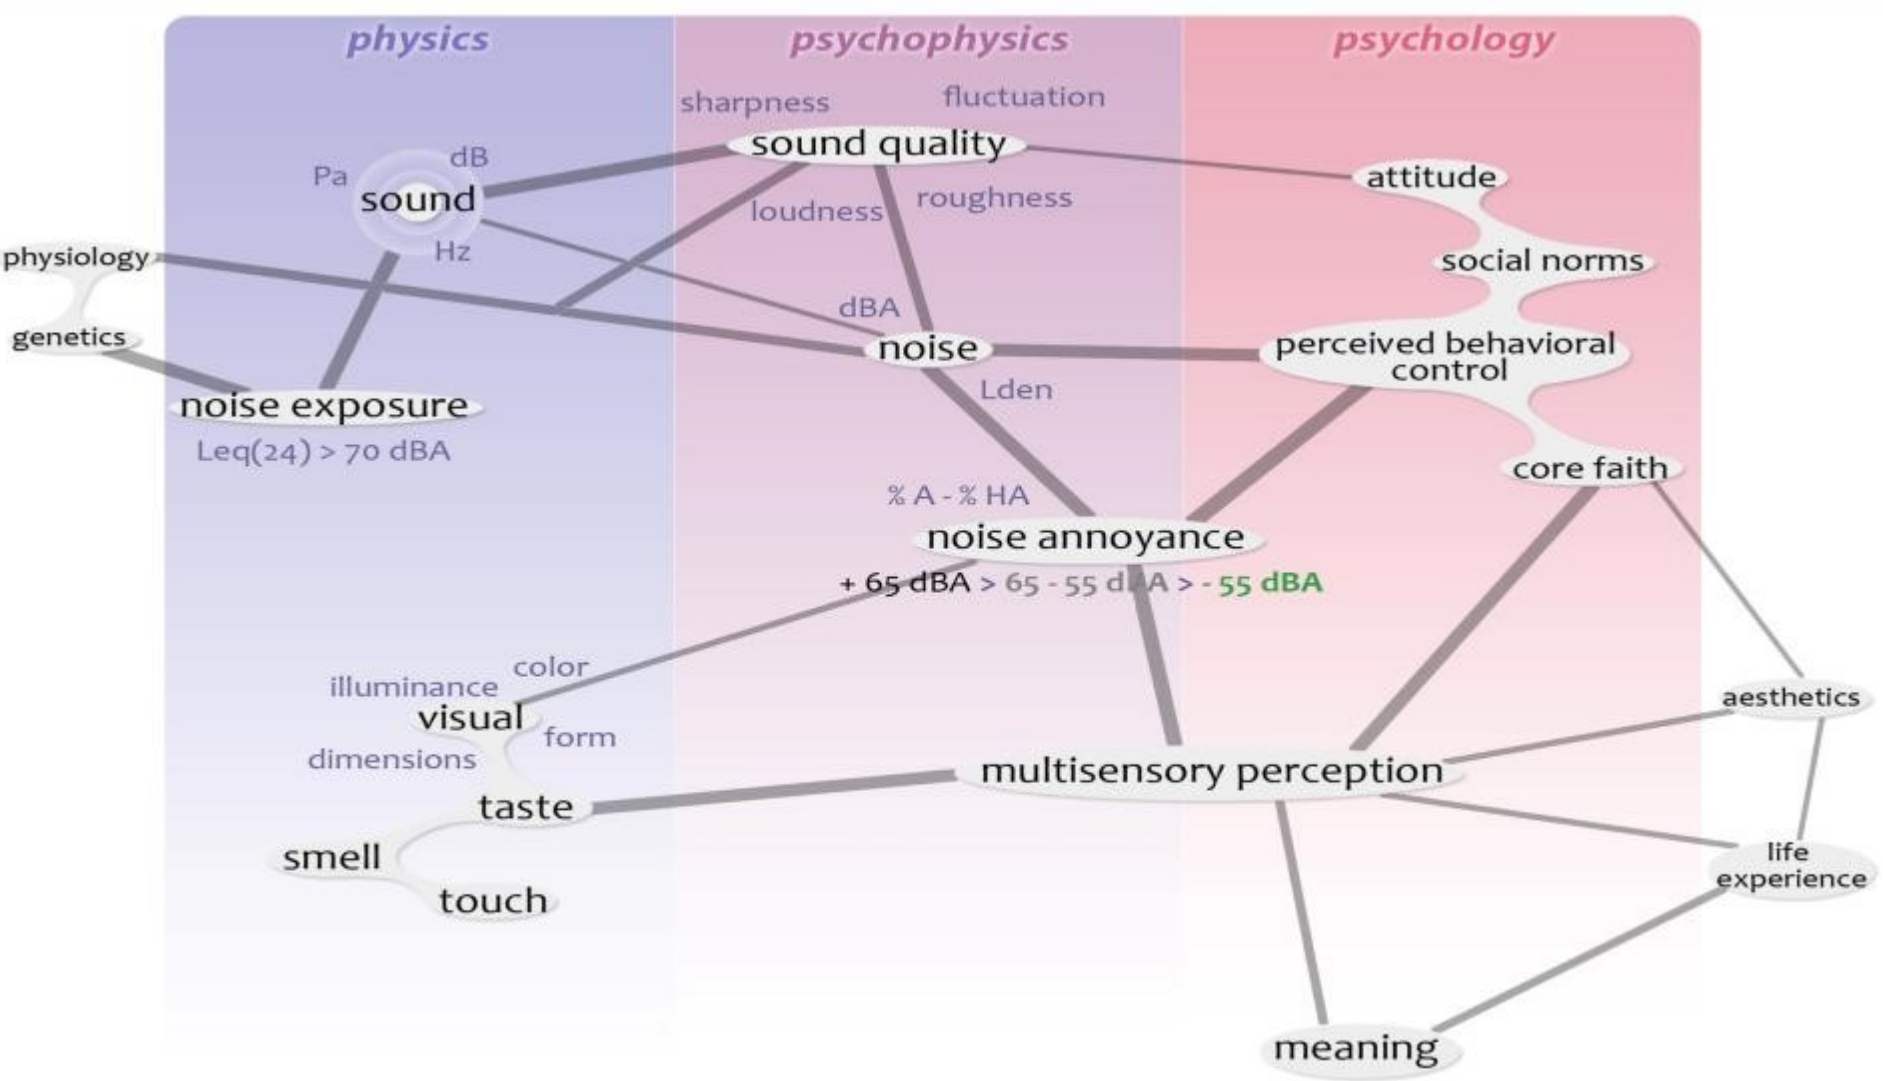 physics
psychophysics
psychology
sharpness
fluctuation
sound quality
dB
Pa
sound
attitude
loudness
roughness
Hz
physiology
social norms
dBA
genetics
noise
perceived behavioral
control
Lden
noise exposure
Leq(24) > 70 dBA
core faith
% A - % HA
noise annoyance
+ 65 dBA > 65 - 55 dBA > - 55 dBA
color
illuminance
visual
form
dimensions
aesthetics
multisensory perception
taste
smell
life
experience
touch
meaning